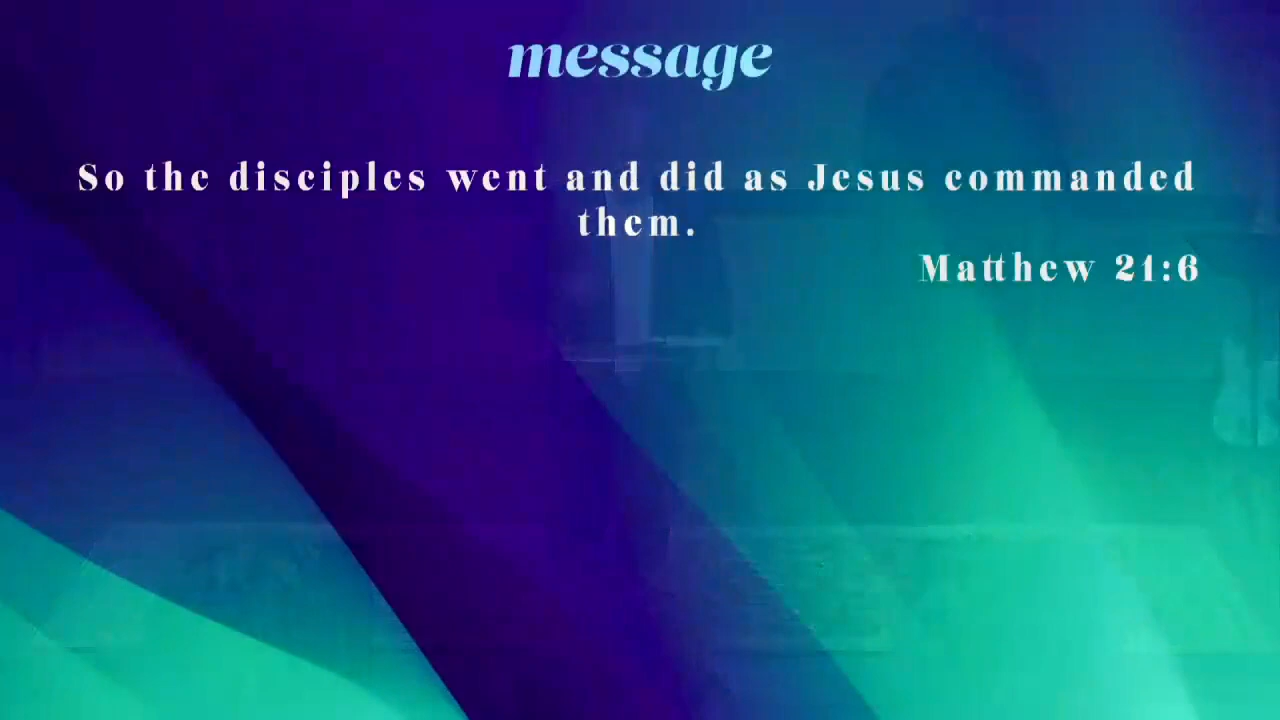 message
So the disciples went and did as Jesus commanded
them.
Matthew 21:6